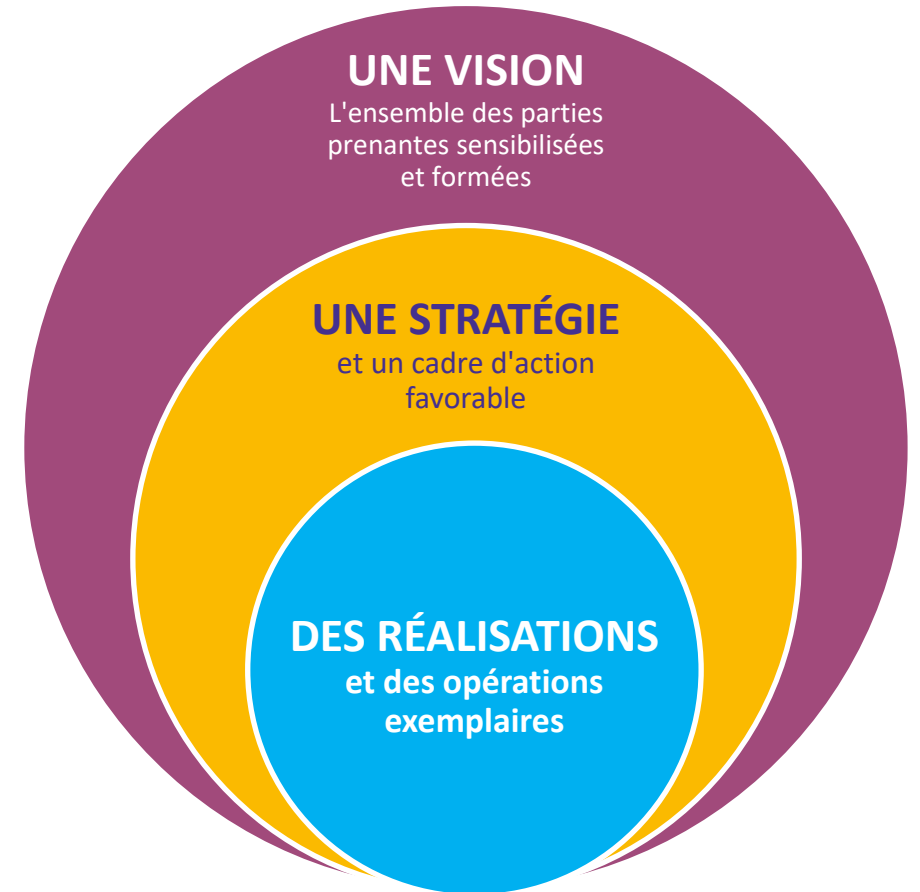 UNE VISION
L'ensemble des parties
prenantes sensibilisées
et formées
UNE STRATÉGIE
et un cadre d'action
favorable
DES RÉALISATIONS
et des opérations
exemplaires